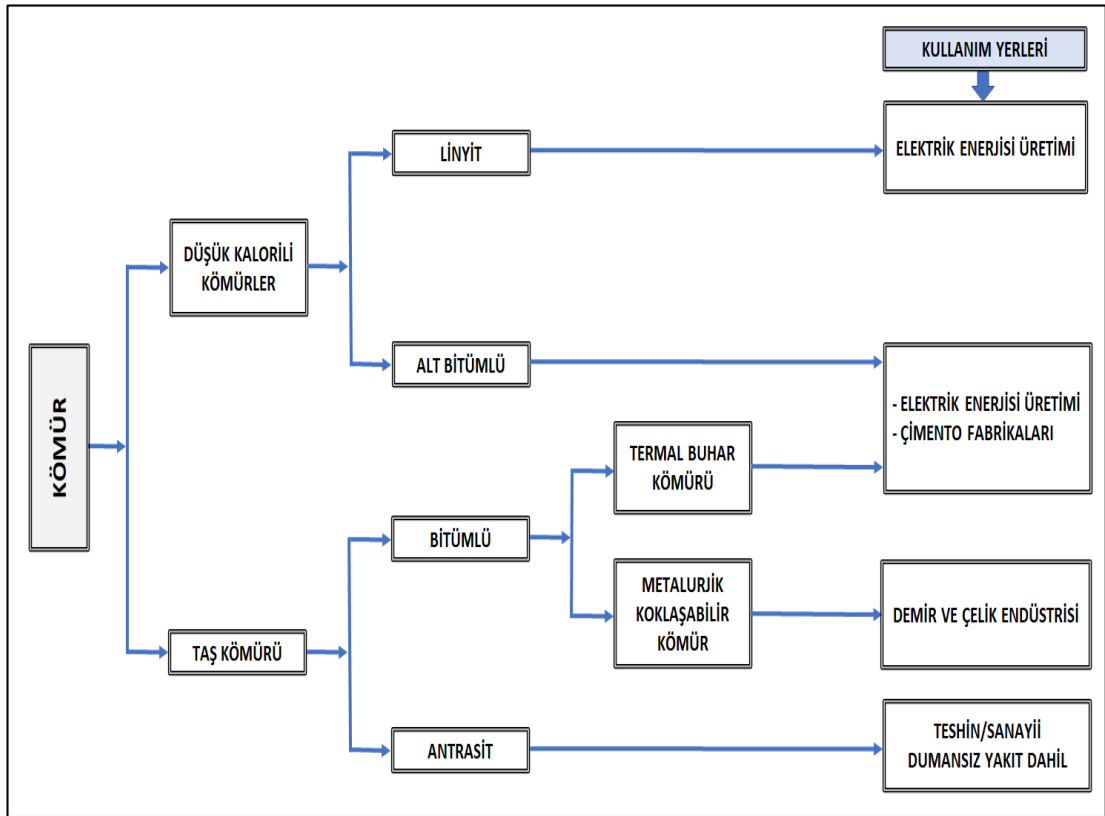 KULLANIM YERLERİ
LİNYİT
ELEKTRİK ENERJİSİ ÜRETİMİ
DÜŞÜK KALORİLİ
KÖMÜRLER
KÖMÜR
ALT BİTÜMLÜ
- ELEKTRİK ENERJİSİ ÜRETİMİ
- ÇİMENTO FABRİKALARI
TERMAL BUHAR
KÖMÜRÜ
BİTÜMLÜ
METALURJİK
KOKLAŞABİLİR
KÖMÜR
DEMİR VE ÇELİK ENDÜSTRİSİ
TAŞ KÖMÜRÜ
ANTRASİT
TESHİN/SANAYİİ
DUMANSIZ YAKIT DAHİL